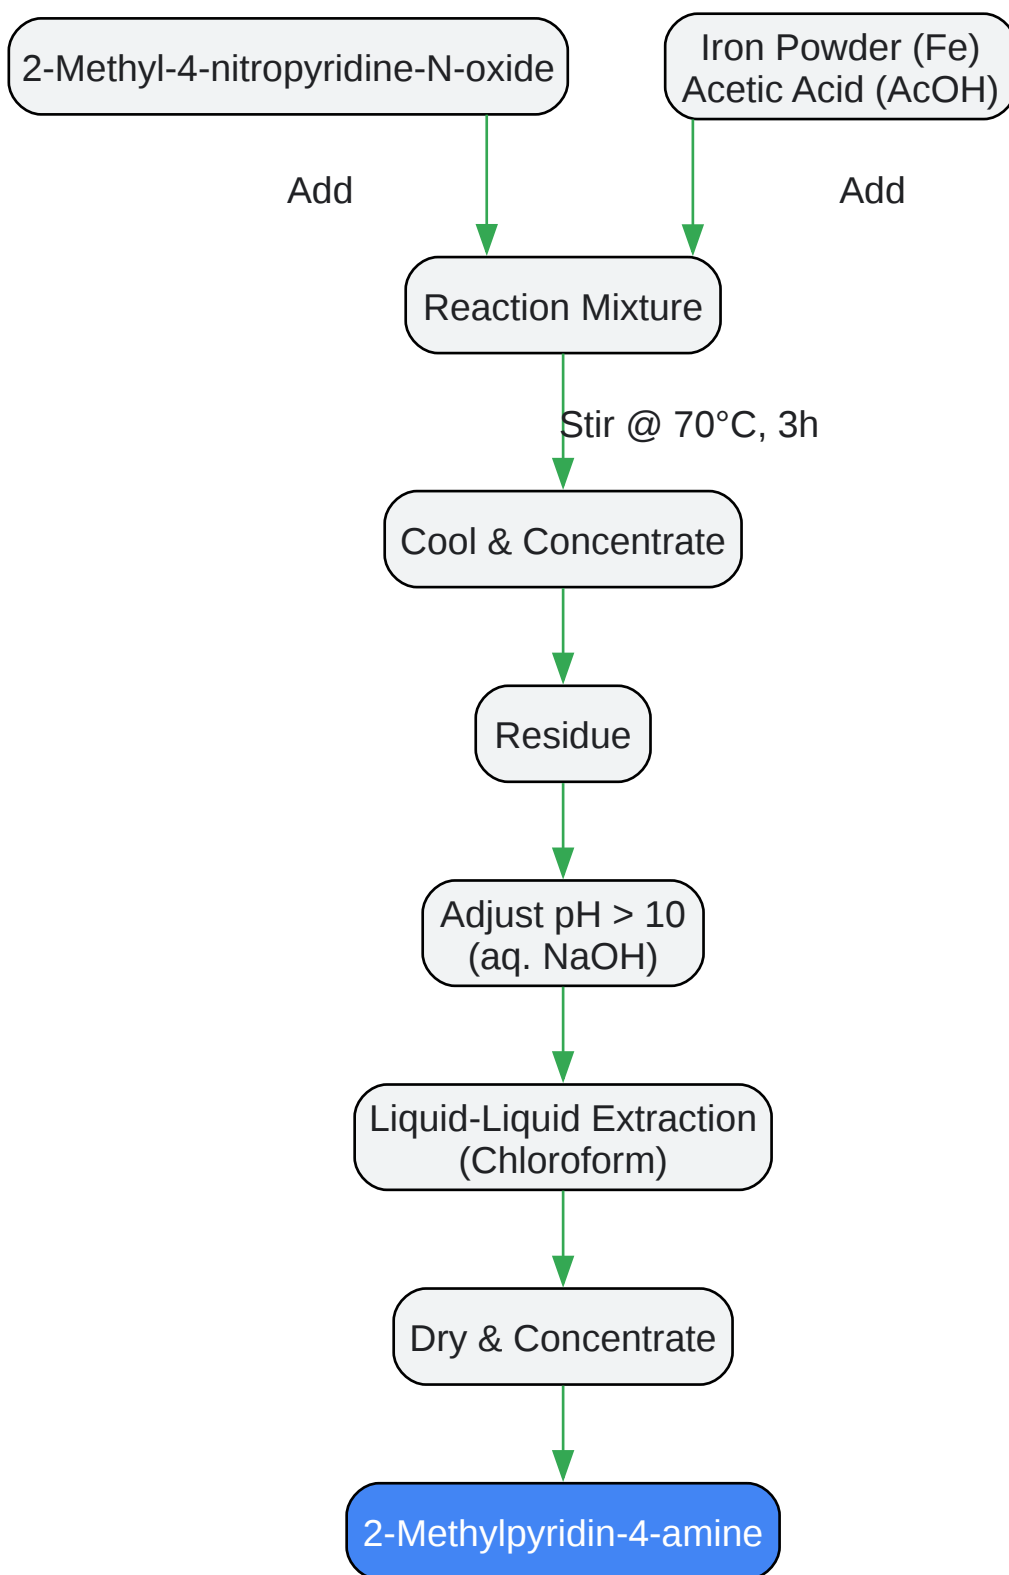 2-Methyl-4-nitropyridine-N-oxide
Iron Powder (Fe)
Acetic Acid (AcOH)
Add
Add
Reaction Mixture
Stir @ 70°C, 3h
Cool & Concentrate
Residue
Adjust pH > 10
(aq. NaOH)
Liquid-Liquid Extraction
(Chloroform)
Dry & Concentrate
2-Methylpyridin-4-amine